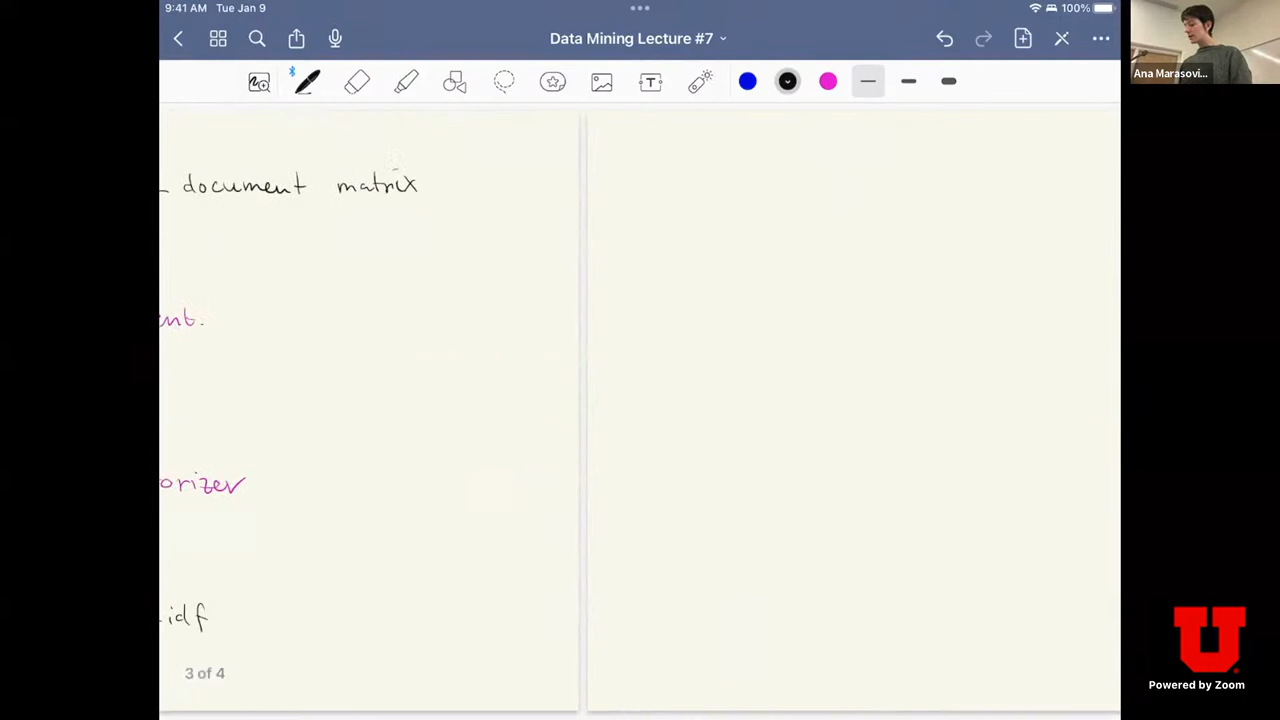 9:41 AM Tue Jan 9
100%
Data Mining Lecture #7
Ana Marasovi...
document matrix
ent.
orizer
idf
3 of 4
U
Powered by Zoom